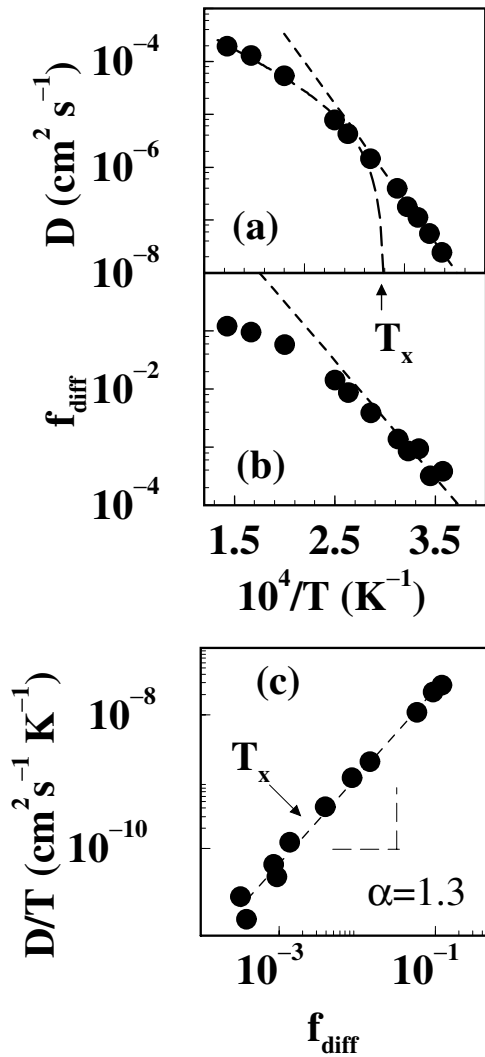 D (cm² s⁻¹)
10⁻⁴
10⁻⁶
10⁻⁸
(a)
Tₓ
f_diff
10⁻²
10⁻⁴
(b)
1.5 2.5 3.5
10⁴/T (K⁻¹)
D/T (cm² s⁻¹ K⁻¹)
10⁻⁸
10⁻¹⁰
(c)
Tₓ
α=1.3
10⁻³ 10⁻¹
f_diff